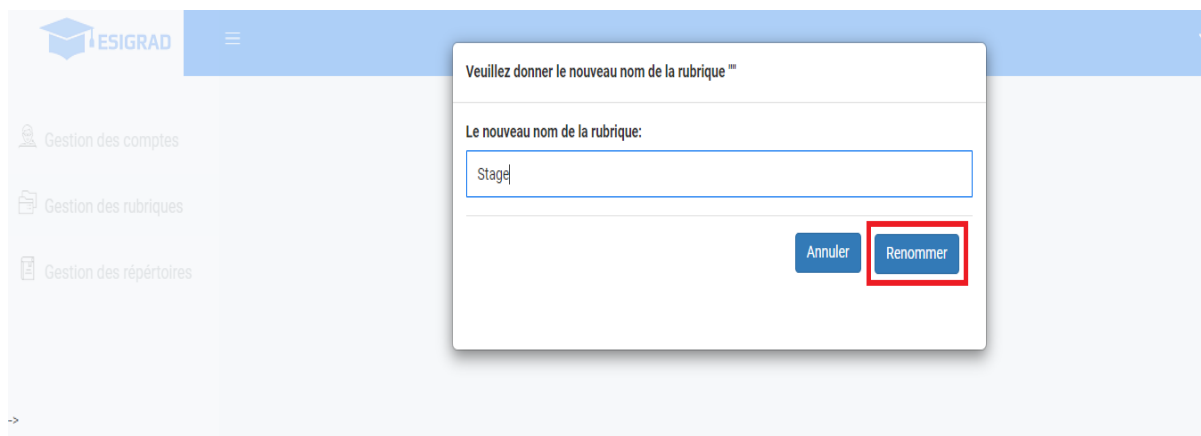 ESIGRAD
Veuillez donner le nouveau nom de la rubrique ""
Gestion des comptes
Le nouveau nom de la rubrique:
Stage
Gestion des rubriques
Annuler
Renommer
Gestion des répértoires
->